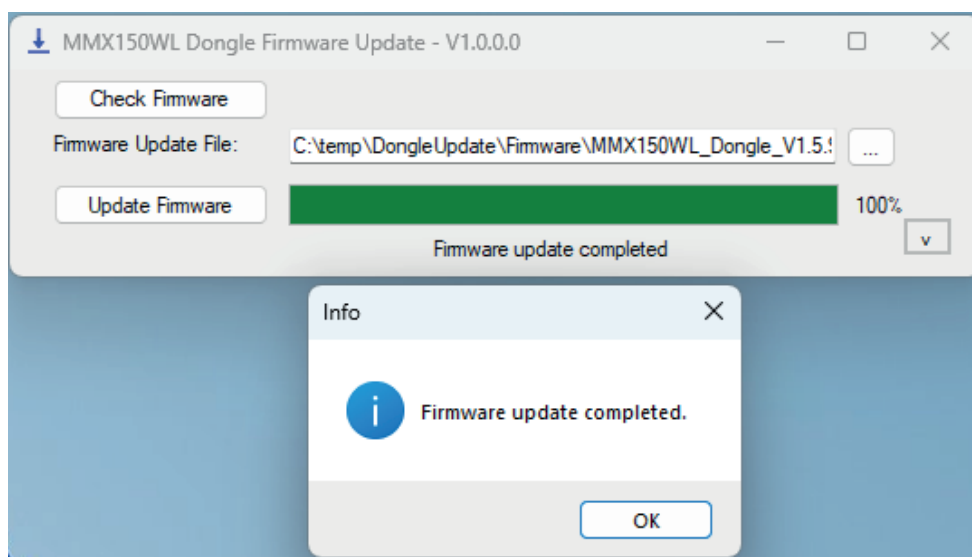 MMX150WL Dongle Firmware Update - V1.0.0.0
Check Firmware
Firmware Update File: C:\temp\DongleUpdate\Firmware\MMX150WL_Dongle_V1.5.S ...
Update Firmware 100%
Firmware update completed
v
Info
i
Firmware update completed.
OK